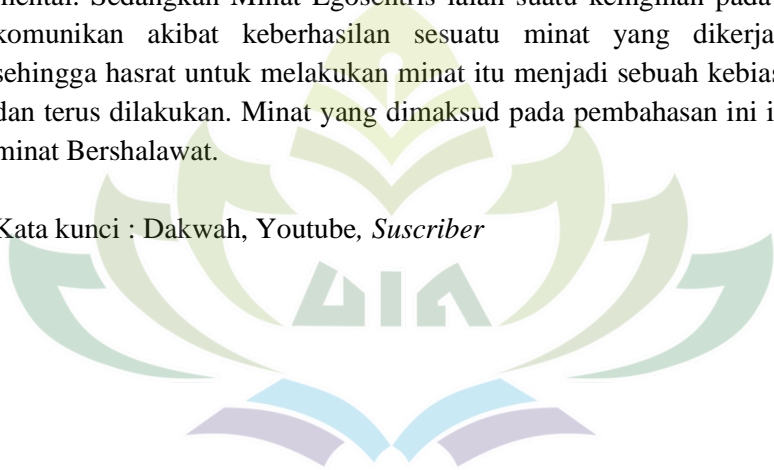 mental. Sedangkan Minat Egosentris ialah suatu keinginan pada
komunikan akibat keberhasilan sesuatu minat yang dikerja
sehingga hasrat untuk melakukan minat itu menjadi sebuah kebias
dan terus dilakukan. Minat yang dimaksud pada pembahasan ini i
minat Bershalawat.
Kata kunci : Dakwah, Youtube, Suscriber
UIN